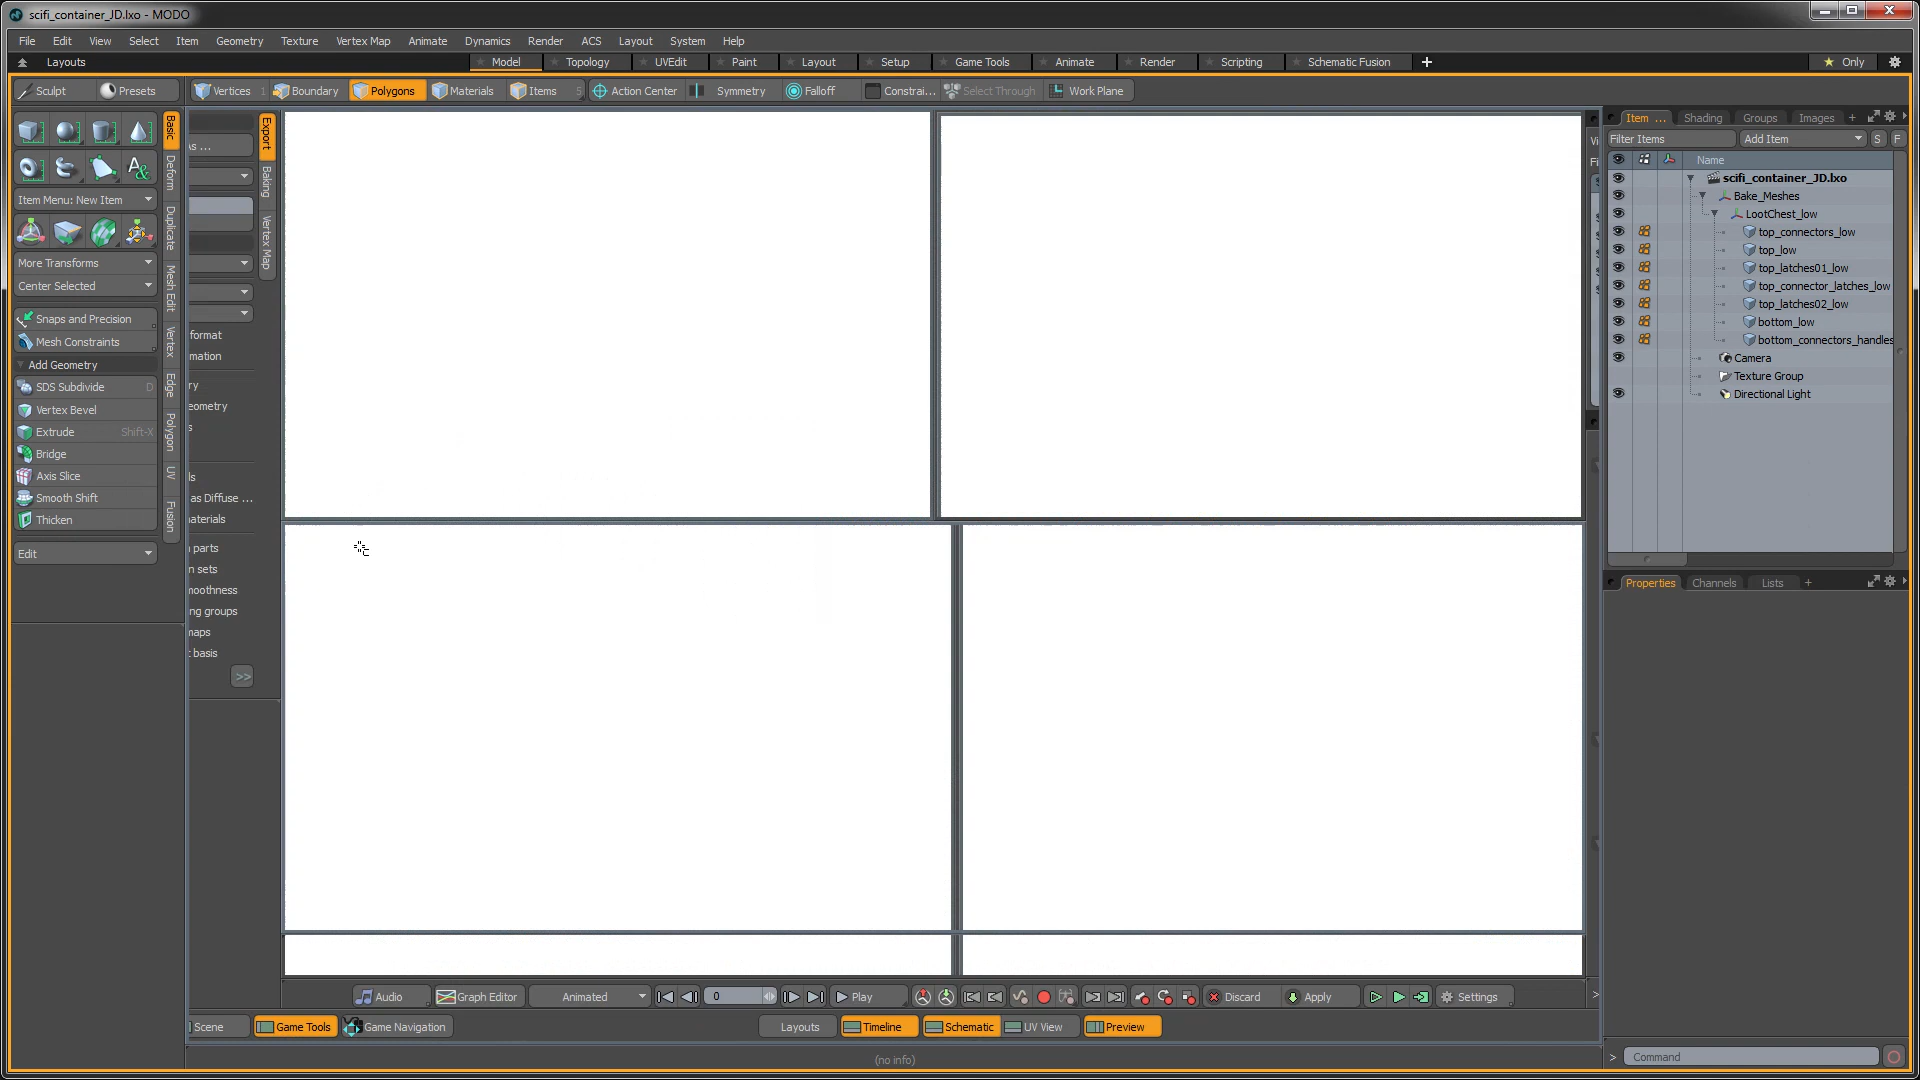 scifi_container_JD.lxo - MODO
File Edit View Select Item Geometry Texture Vertex Map Animate Dynamics Render ACS Layout System Help
Layouts Model Topology UVEdit Paint Layout Setup Game Tools Animate Render Scripting Schematic Fusion + Only
Sculpt Presets Vertices 1 Boundary Polygons Materials Items 5 Action Center Symmetry Falloff Constrai... Select Through Work Plane
Item ... Shading Groups Images +
Filter Items Add Item S F
Name
scifi_container_JD.lxo
Bake_Meshes
LootChest_low
top_connectors_low
top_low
top_latches01_low
top_connector_latches_low
top_latches02_low
bottom_low
bottom_connectors_handles
Camera
Texture Group
Directional Light
Properties Channels Lists +
Item Menu: New Item
More Transforms
Center Selected
Snaps and Precision
Mesh Constraints
Add Geometry
SDS Subdivide D
Vertex Bevel
Extrude Shift-X
Bridge
Axis Slice
Smooth Shift
Thicken
Edit
Basic
Deform
Duplicate
Mesh Edit
Vertex
Edge
Polygon
UV
Fusion
Export
Baking
Vertex Map
As ...
format
mation
ry
eometry
s
ls
as Diffuse ...
aterials
parts
n sets
moothness
ng groups
maps
t basis
>>
Audio Graph Editor Animated 0 Play Discard Apply Settings >
Scene Game Tools Game Navigation Layouts Timeline Schematic UV View Preview
(no info)
> Command